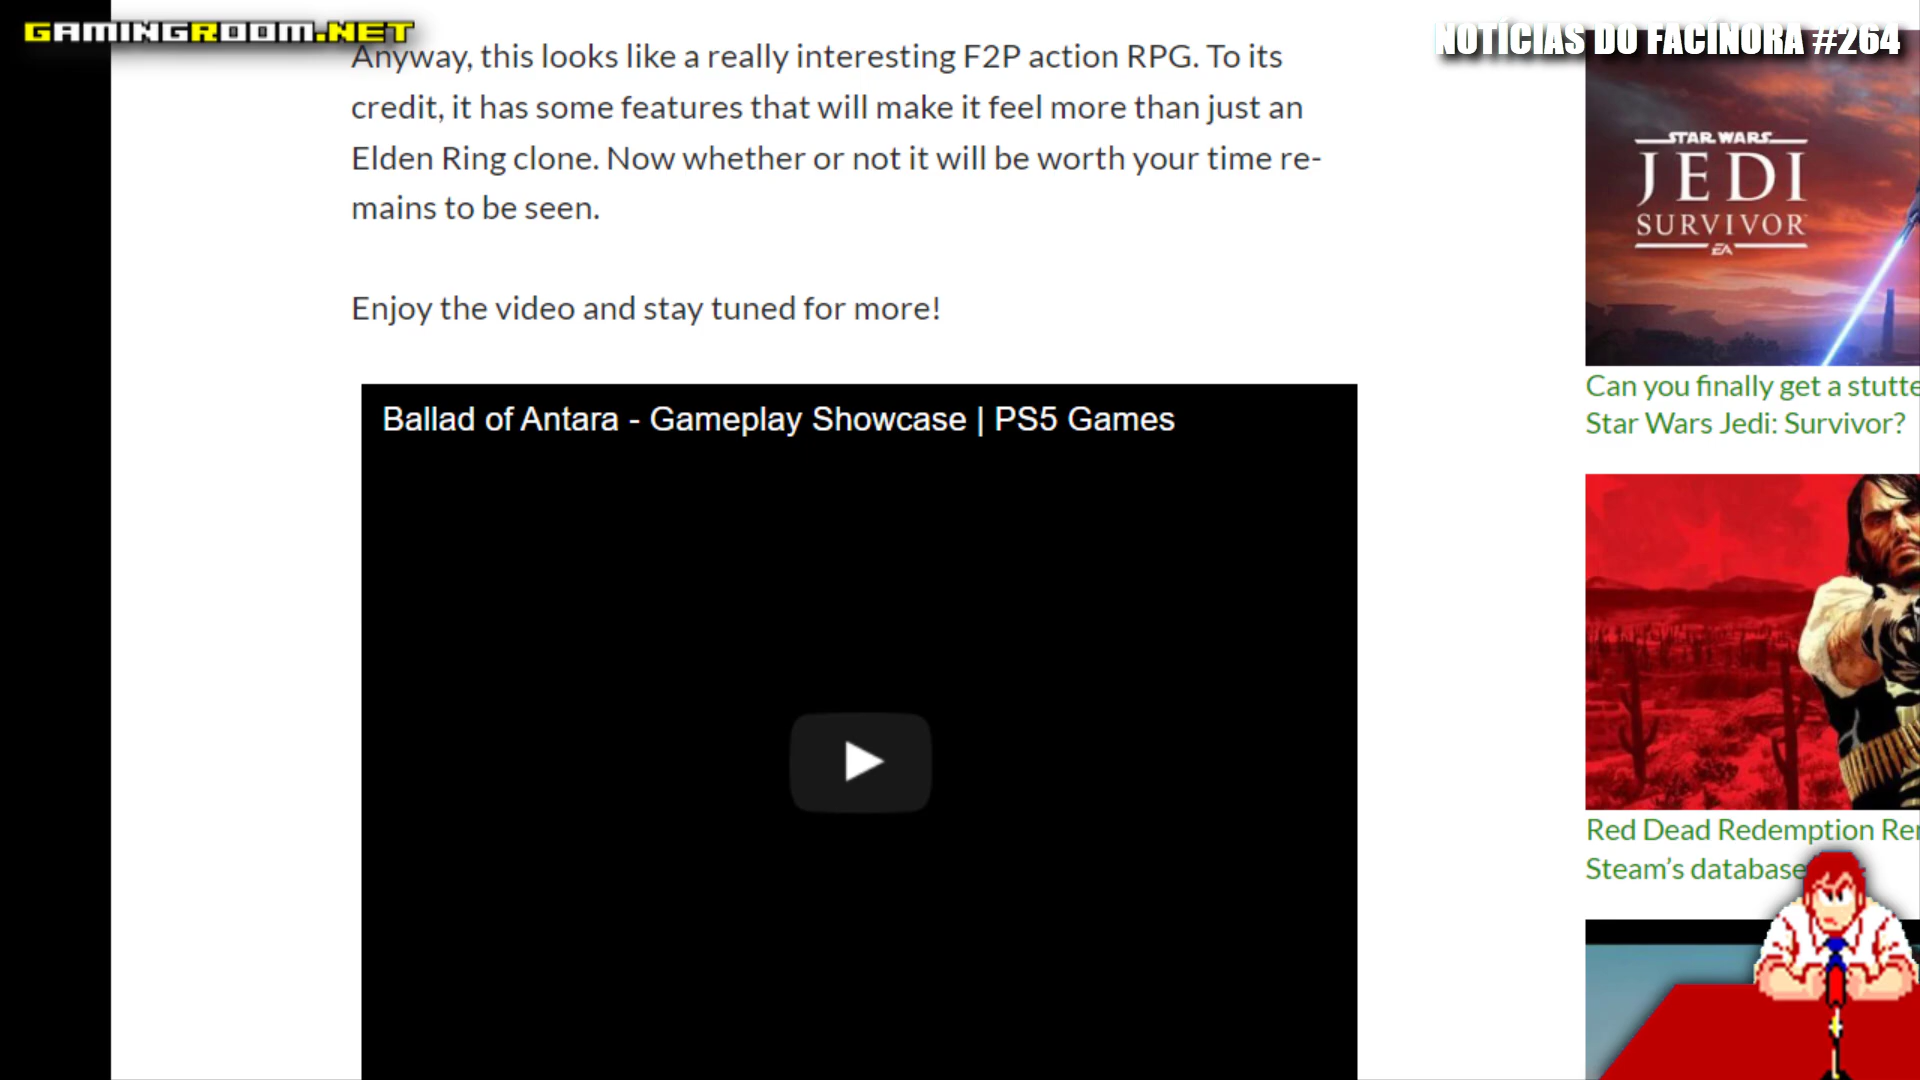 GAMINGROOM.NET
NOTÍCIAS DO FACÍNORA #264
Anyway, this looks like a really interesting F2P action RPG. To its
credit, it has some features that will make it feel more than just an
Elden Ring clone. Now whether or not it will be worth your time re-
mains to be seen.
Enjoy the video and stay tuned for more!
Ballad of Antara - Gameplay Showcase | PS5 Games
STAR WARS
JEDI
SURVIVOR
EA
Can you finally get a
Star Wars Jedi: Survivor?
Red Dead Redemption
Steam's database